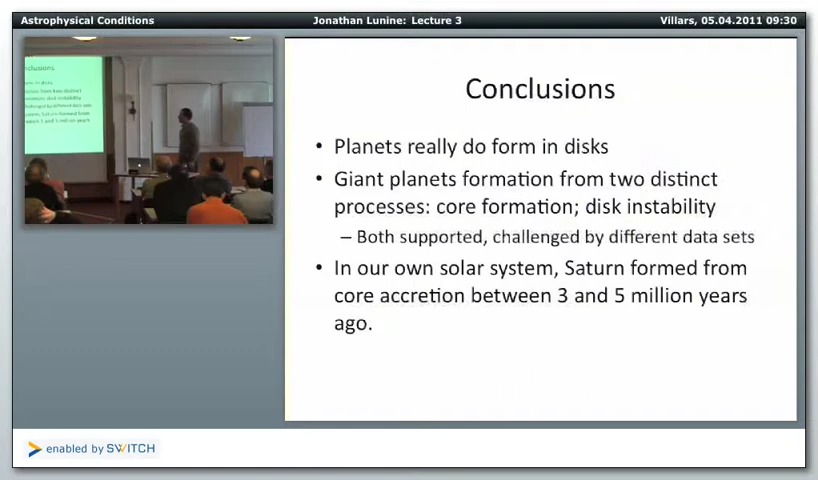 Astrophysical Conditions
Jonathan Lunine: Lecture 3
Villars, 05.04.2011 09:30
Conclusions
• Planets really do form in disks
• Giant planets formation from two distinct
processes: core formation; disk instability
– Both supported, challenged by different data sets
• In our own solar system, Saturn formed from
core accretion between 3 and 5 million years
ago.
enabled by SWITCH